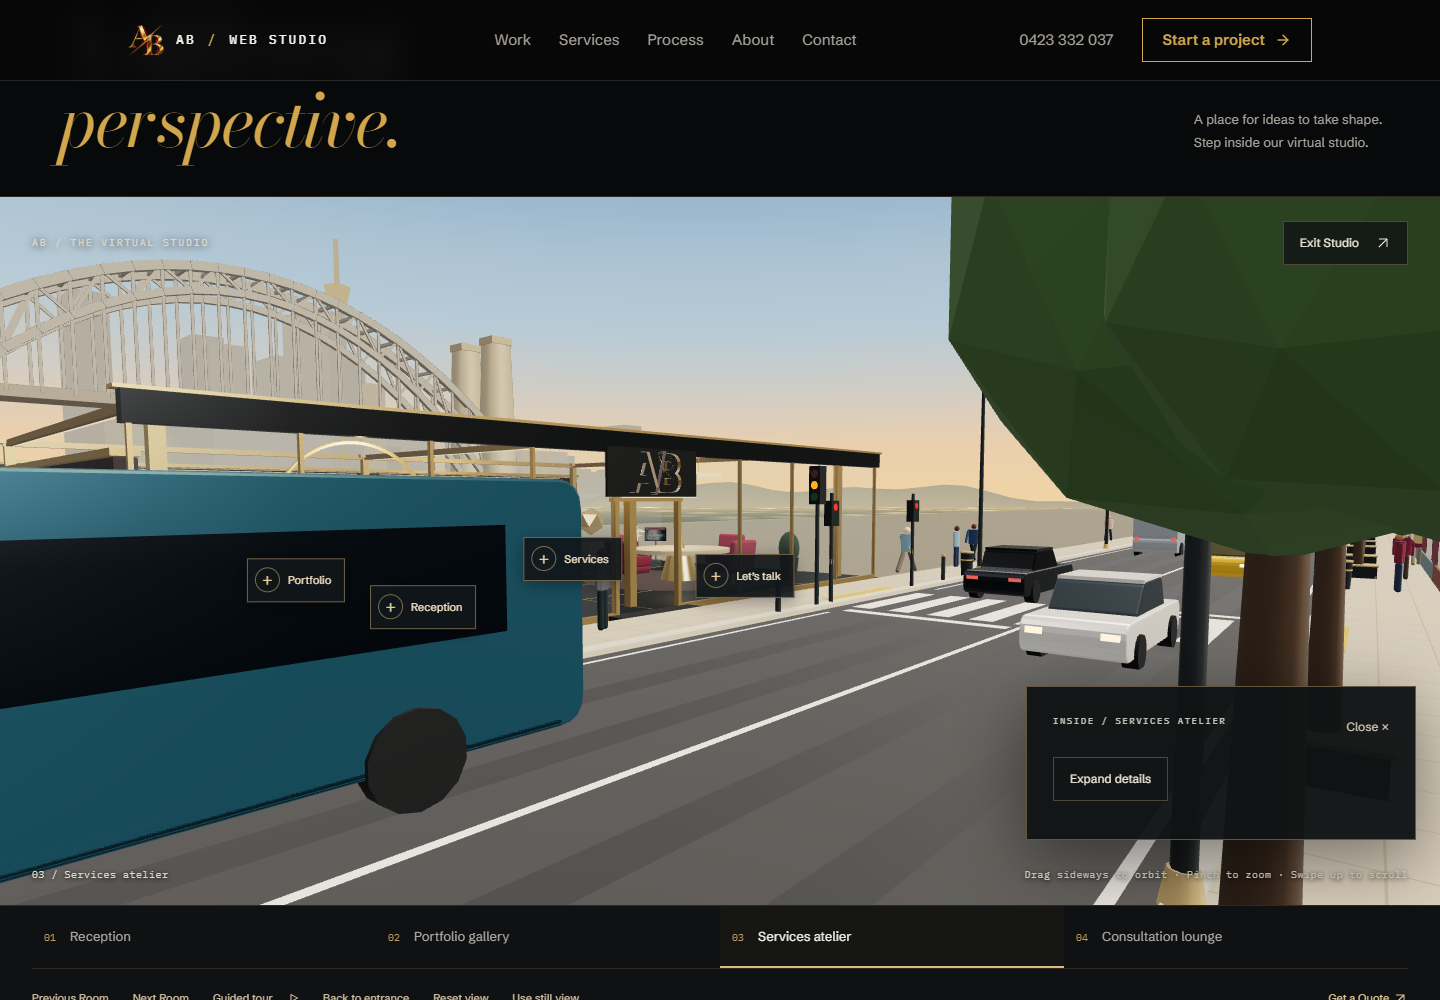 AB / WEB STUDIO
Work
Services
Process
About
Contact
0423 332 037
Start a project
perspective.
A place for ideas to take shape.
Step inside our virtual studio.
AB / THE VIRTUAL STUDIO
Exit Studio
AB
Services
Portfolio
Let's talk
Reception
INSIDE / SERVICES ATELIER
Close ×
Expand details
03 / Services atelier
Drag sideways to orbit · Pinch to zoom · Swipe up to scroll
01 Reception
02 Portfolio gallery
03 Services atelier
04 Consultation lounge
Previous Room
Next Room
Guided tour
Back to entrance
Reset view
Use still view
Get a Quote